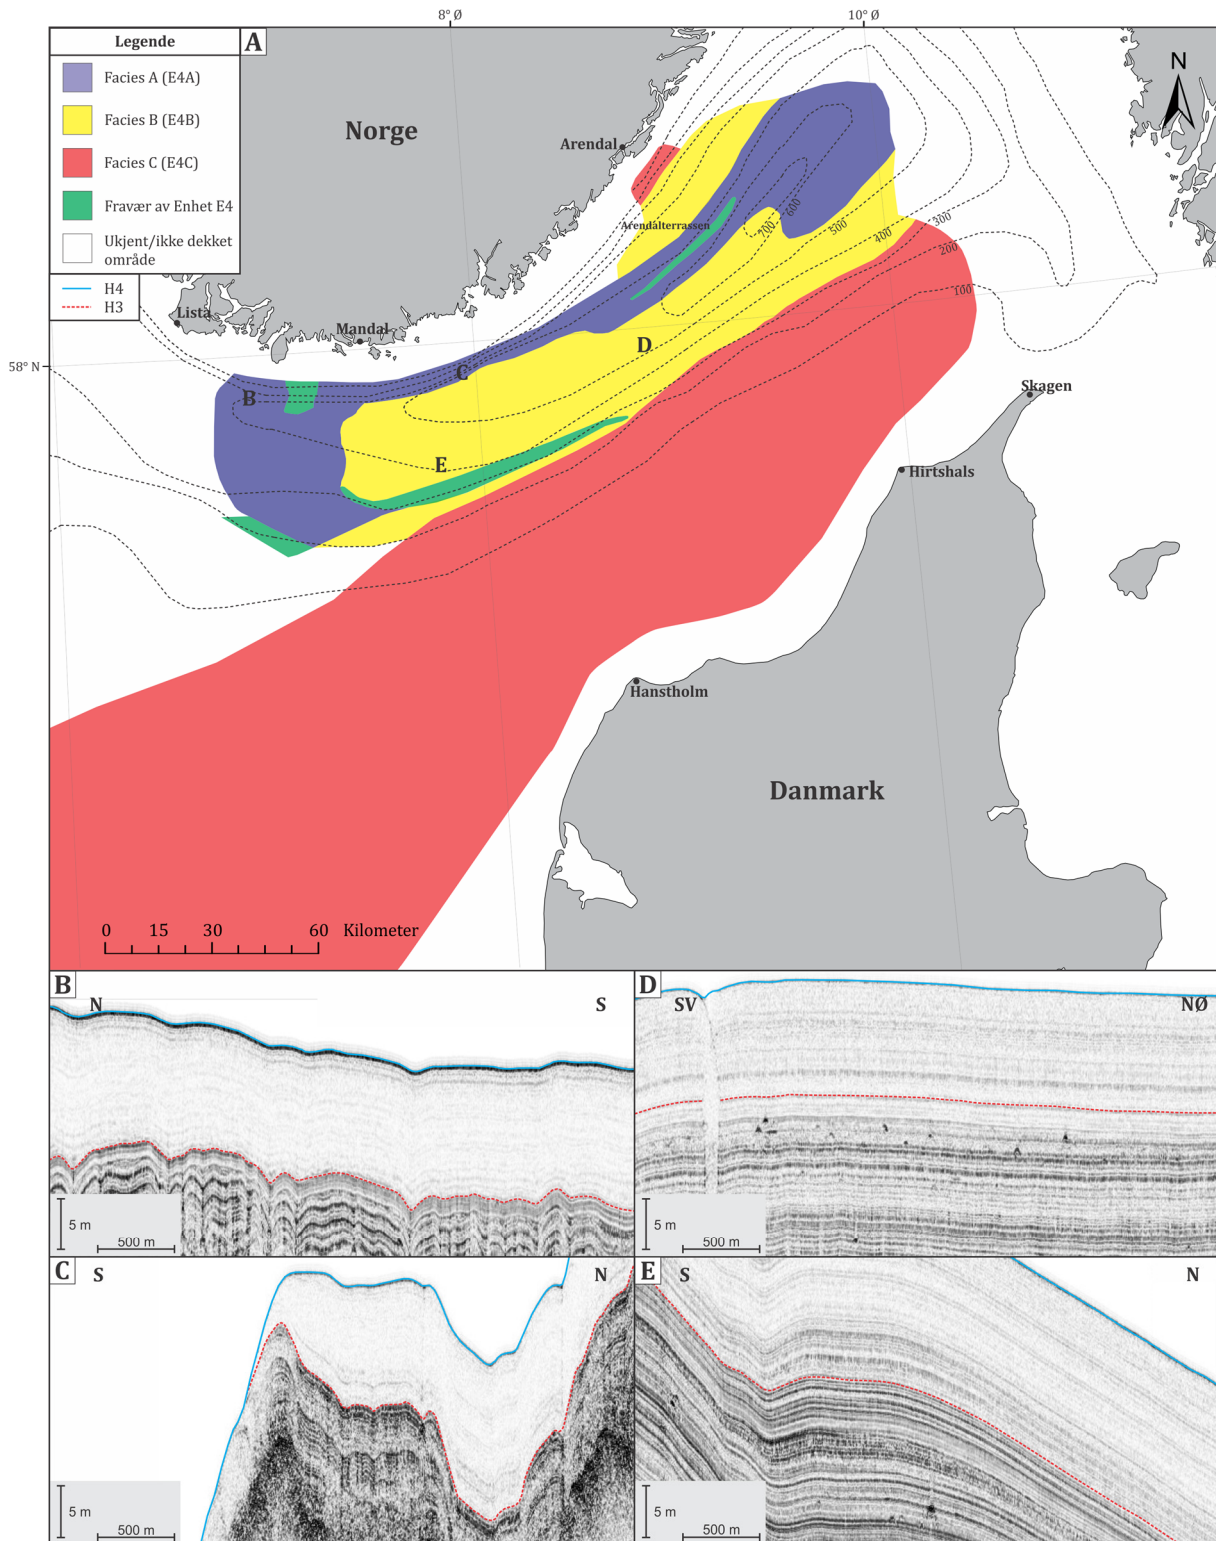 8° Ø
10° Ø
Legende
Facies A (E4A)
Facies B (E4B)
Facies C (E4C)
Fravær av Enhet E4
Ukjent/ikke dekket
område
H4
H3
A
N
Norge
Arendal
Arendalterrassen
600
700
500
400
300
200
100
Lista
Mandal
58° N
B
C
D
E
Skagen
Hirtshals
Hanstholm
Danmark
0 15 30 60 Kilometer
B
N
S
5 m
500 m
D
SV
NØ
5 m
500 m
C
S
N
5 m
500 m
E
S
N
5 m
500 m